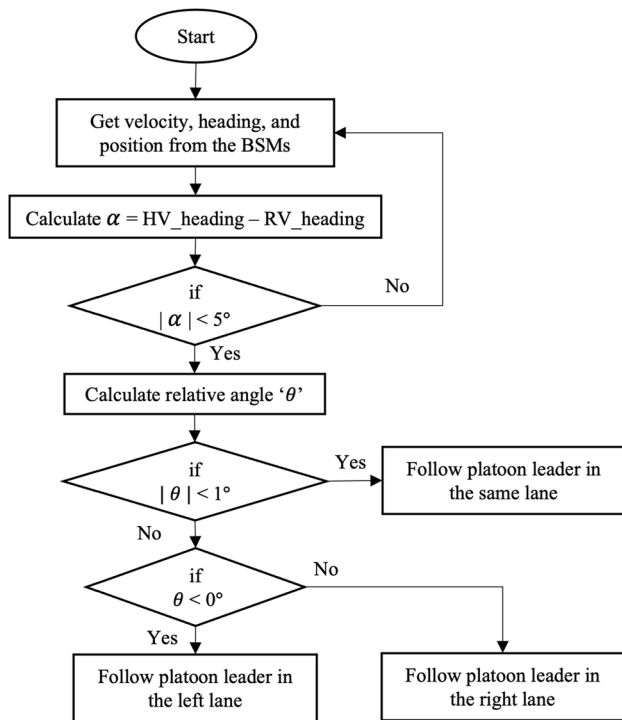 Start
Get velocity, heading, and
position from the BSMs
Calculate α = HV_heading – RV_heading
if
| α | < 5°
No
Yes
Calculate relative angle ‘θ’
if
| θ | < 1°
Yes
Follow platoon leader in
the same lane
No
if
θ < 0°
No
Yes
Follow platoon leader in
the left lane
Follow platoon leader in
the right lane